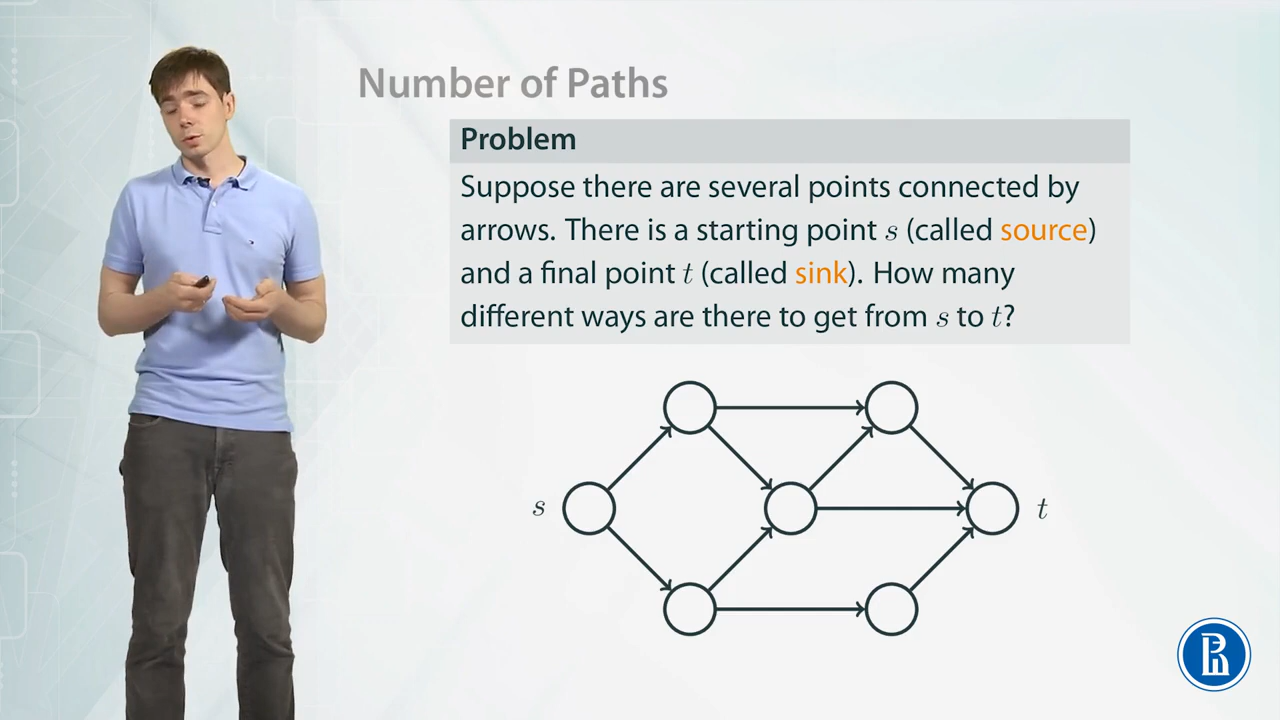 Number of Paths
Problem
Suppose there are several points connected by
arrows. There is a starting point s (called source)
and a final point t (called sink). How many
different ways are there to get from s to t?
s
t